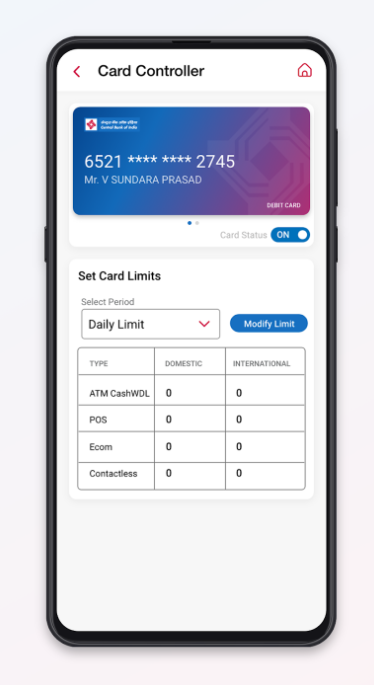 Card Controller
Central Bank of India
6521 **** **** 2745
Mr. V SUNDARA PRASAD
DEBIT CARD
Card Status ON
Set Card Limits
Select Period
Daily Limit
Modify Limit
TYPE DOMESTIC INTERNATIONAL
ATM CashWDL 0 0
POS 0 0
Ecom 0 0
Contactless 0 0